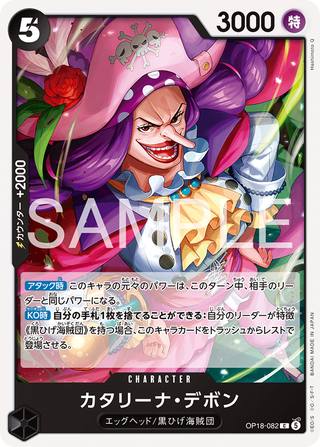 5
3000
特
Hashimoto Q
カウンター +2000
SAMPLE
アタック時 このキャラの元々のパワーは、このターン中、相手のリー
ダーと同じパワーになる。
KO時 自分の手札1枚を捨てることができる：自分のリーダーが特徴
《黒ひげ海賊団》を持つ場合、このキャラカードをトラッシュからレストで
登場させる。
CHARACTER
カタリーナ・デボン
エッグヘッド/黒ひげ海賊団
OP18-082 C 5